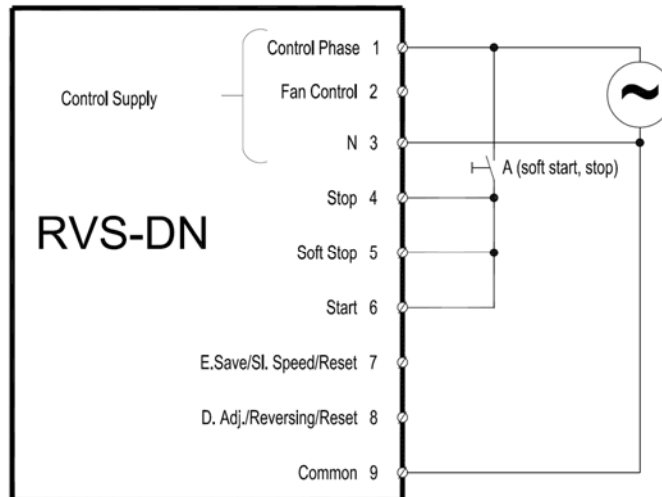 Control Phase 1
Fan Control 2
Control Supply
N 3
A (soft start, stop)
Stop 4
RVS-DN
Soft Stop 5
Start 6
E.Save/Sl. Speed/Reset 7
D. Adj./Reversing/Reset 8
Common 9